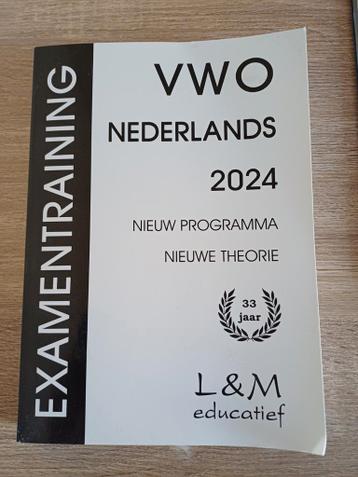 EXAMENTRAINING
VWO
NEDERLANDS
2024
NIEUW PROGRAMMA
NIEUWE THEORIE
33
jaar
L&M
educatief